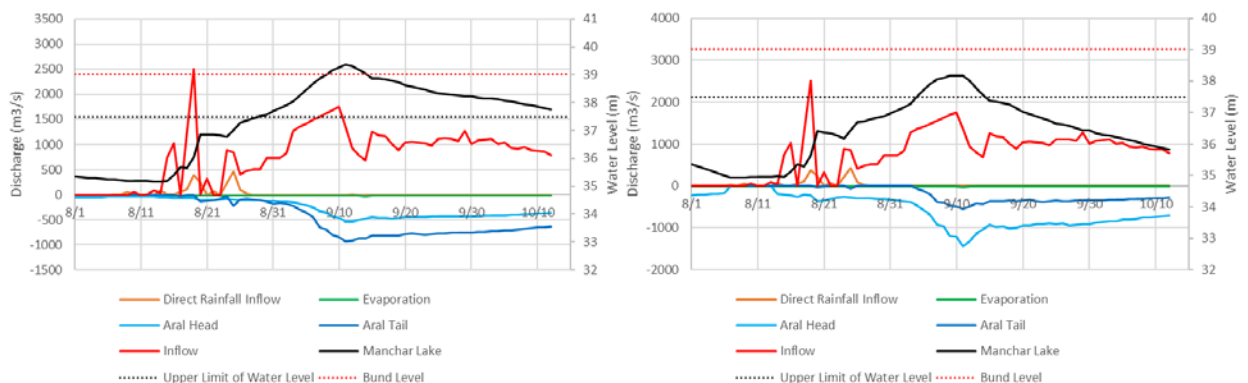 3500
3000
2500
2000
1500
1000
500
0
-500
-1000
-1500
Discharge (m3/s)
41
40
39
38
37
36
35
34
33
32
Water Level (m)
8/1 8/11 8/21 8/31 9/10 9/20 9/30 10/10
Direct Rainfall Inflow Evaporation
Aral Head Aral Tail
Inflow Manchar Lake
Upper Limit of Water Level Bund Level
4000
3000
2000
1000
0
-1000
-2000
Discharge (m3/s)
40
39
38
37
36
35
34
33
32
Water Level (m)
8/1 8/11 8/21 8/31 9/10 9/20 9/30 10/10
Direct Rainfall Inflow Evaporation
Aral Head Aral Tail
Inflow Manchar Lake
Upper Limit of Water Level Bund Level